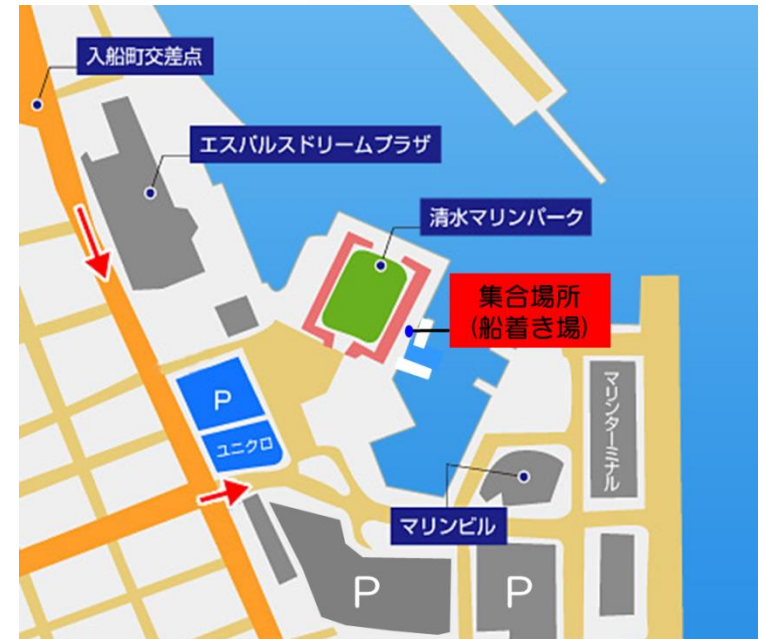 入船町交差点
エスパルスドリームプラザ
清水マリンパーク
集合場所
(船着き場)
マリンターミナル
P
ユニクロ
マリンビル
P
P